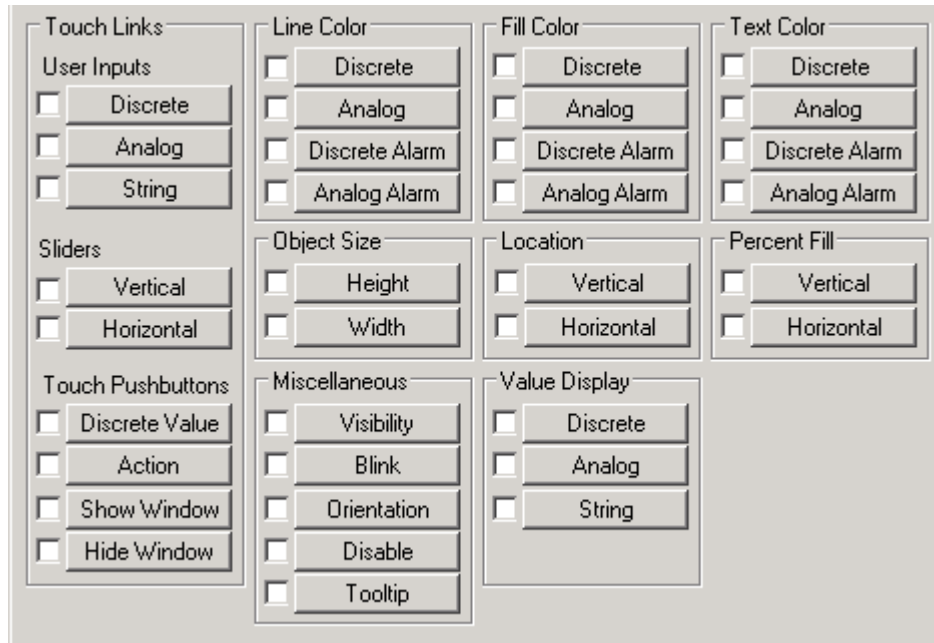 Touch Links
User Inputs
Discrete
Analog
String
Sliders
Vertical
Horizontal
Touch Pushbuttons
Discrete Value
Action
Show Window
Hide Window
Line Color
Discrete
Analog
Discrete Alarm
Analog Alarm
Fill Color
Discrete
Analog
Discrete Alarm
Analog Alarm
Text Color
Discrete
Analog
Discrete Alarm
Analog Alarm
Object Size
Height
Width
Location
Vertical
Horizontal
Percent Fill
Vertical
Horizontal
Miscellaneous
Visibility
Blink
Orientation
Disable
Tooltip
Value Display
Discrete
Analog
String